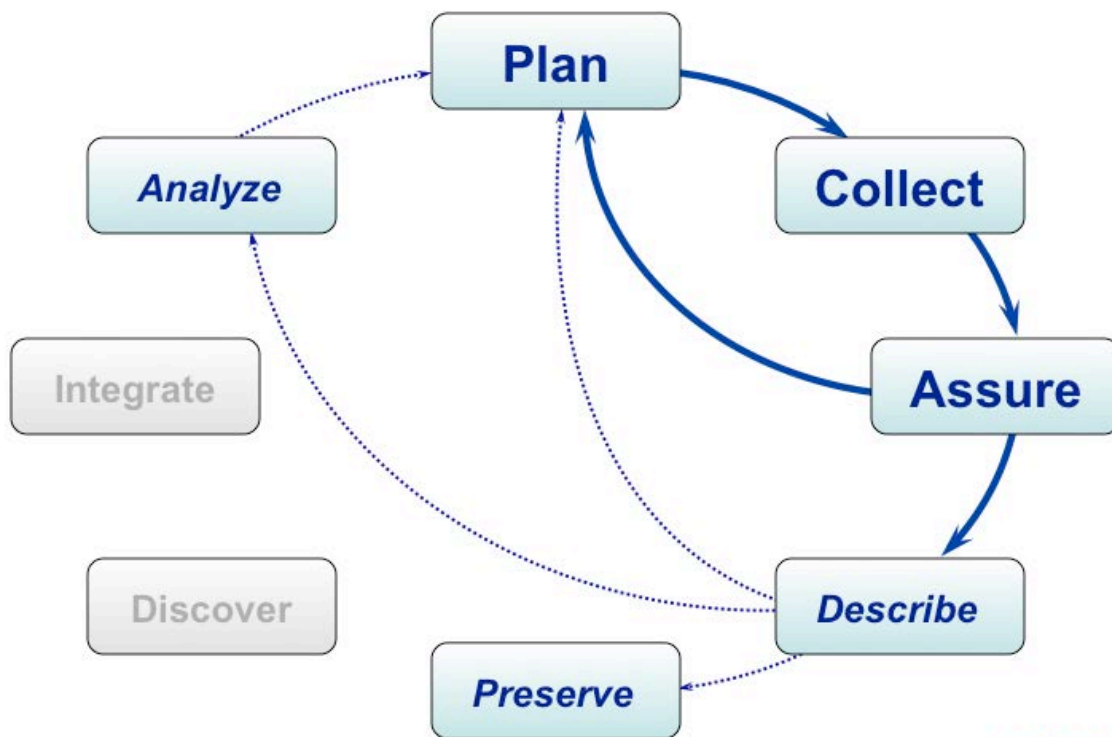 Plan
Collect
Assure
Describe
Preserve
Discover
Integrate
Analyze